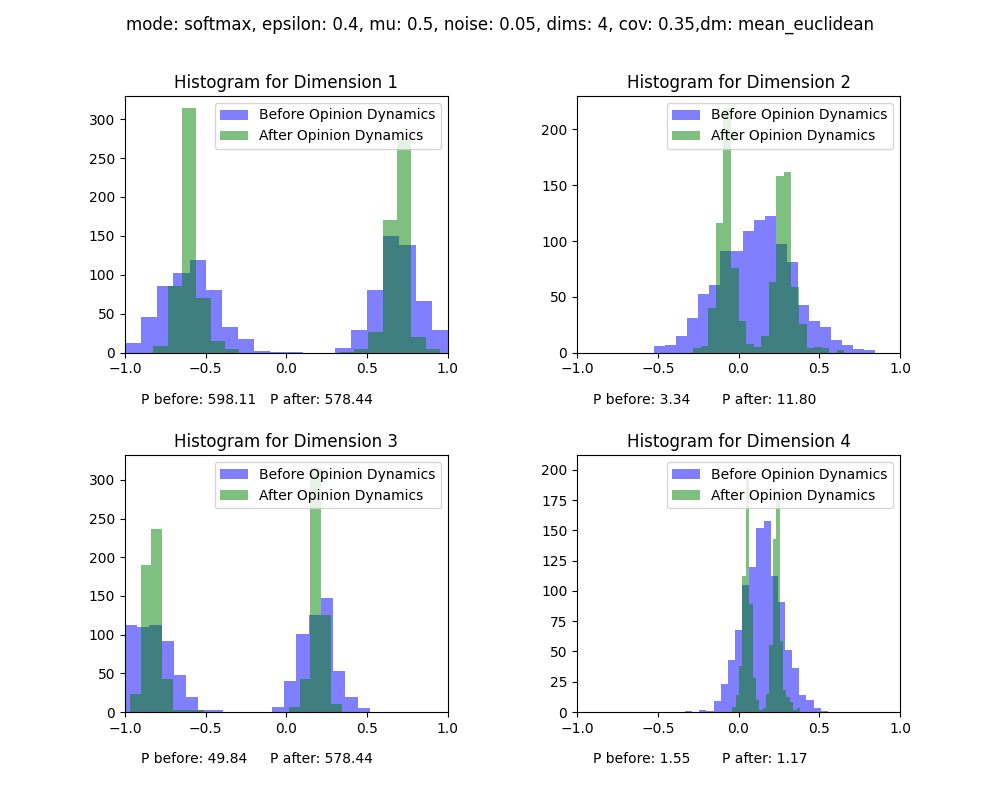 mode: softmax, epsilon: 0.4, mu: 0.5, noise: 0.05, dims: 4, cov: 0.35,dm: mean_euclidean
Histogram for Dimension 1
Before Opinion Dynamics
After Opinion Dynamics
300
250
200
150
100
50
0
−1.0 −0.5 0.0 0.5 1.0
P before: 598.11 P after: 578.44
Histogram for Dimension 2
Before Opinion Dynamics
After Opinion Dynamics
200
150
100
50
0
−1.0 −0.5 0.0 0.5 1.0
P before: 3.34 P after: 11.80
Histogram for Dimension 3
Before Opinion Dynamics
After Opinion Dynamics
300
250
200
150
100
50
0
−1.0 −0.5 0.0 0.5 1.0
P before: 49.84 P after: 578.44
Histogram for Dimension 4
Before Opinion Dynamics
After Opinion Dynamics
200
175
150
125
100
75
50
25
0
−1.0 −0.5 0.0 0.5 1.0
P before: 1.55 P after: 1.17